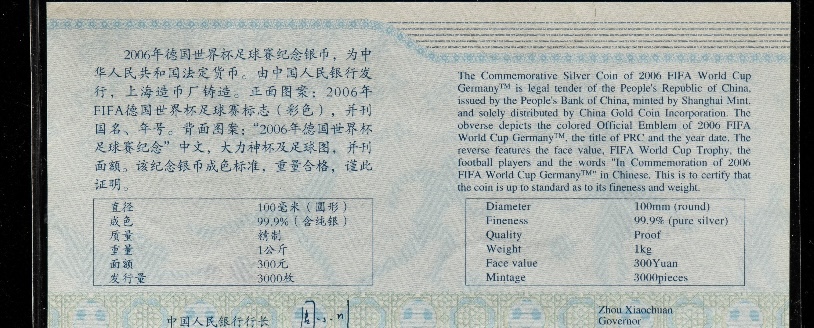 2006年德国世界杯足球赛纪念银币，为中
华人民共和国法定货币。由中国人民银行发
行，上海造币厂铸造。正面图案：2006年
FIFA德国世界杯足球赛标志（彩色），并刊
国名、年号。背面图案：“2006年德国世界杯
足球赛纪念”中文，大力神杯及足球图，并刊
面额。该纪念银币成色标准，重量合格，谨此
证明。
直径 100毫米（圆形）
成色 99.9%（含纯银）
质量 精制
重量 1公斤
面额 300元
发行量 3000枚
中国人民银行行长
The Commemorative Silver Coin of 2006 FIFA World Cup
Germany™ is legal tender of the People's Republic of China,
issued by the People's Bank of China, minted by Shanghai Mint,
and solely distributed by China Gold Coin Incorporation. The
obverse depicts the colored Official Emblem of 2006 FIFA
World Cup Germany™, the title of PRC and the year date. The
reverse features the face value, FIFA World Cup Trophy, the
football players and the words "In Commemoration of 2006
FIFA World Cup Germany™" in Chinese. This is to certify that
the coin is up to standard as to its fineness and weight.
Diameter 100mm (round)
Fineness 99.9% (pure silver)
Quality Proof
Weight 1kg
Face value 300Yuan
Mintage 3000pieces
Zhou Xiaochuan
Governor